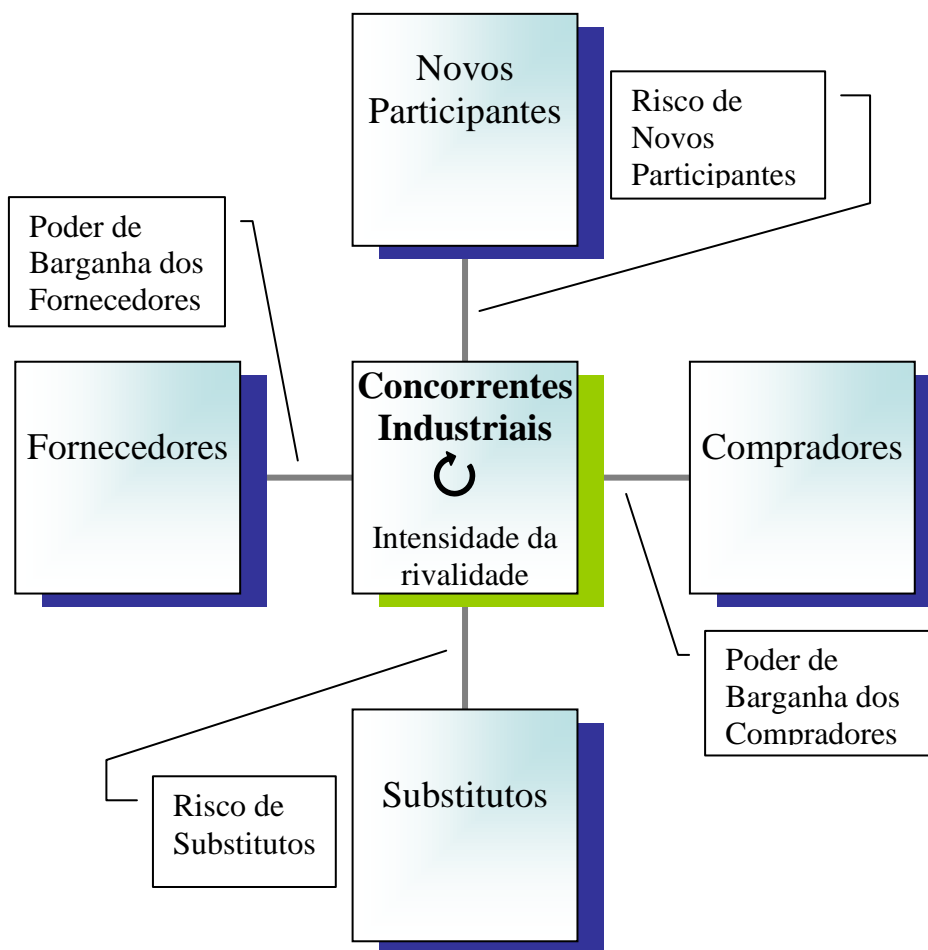 Novos
Participantes
Risco de
Novos
Participantes
Poder de
Barganha dos
Fornecedores
Fornecedores
Concorrentes
Industriais
Intensidade da
rivalidade
Compradores
Poder de
Barganha dos
Compradores
Substitutos
Risco de
Substitutos